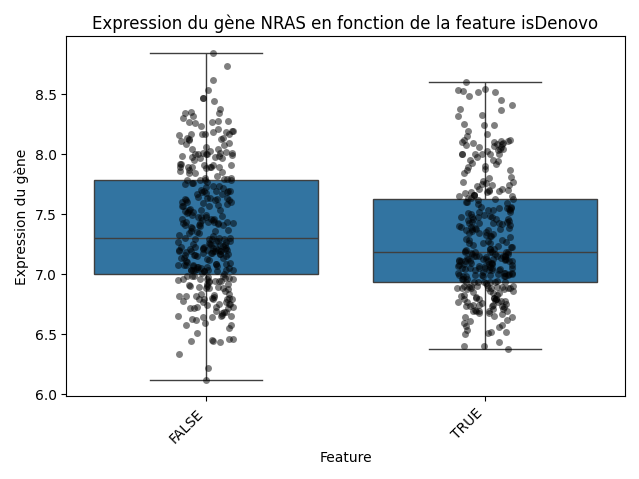 Expression du gène NRAS en fonction de la feature isDenovo
Expression du gène
8.5
8.0
7.5
7.0
6.5
6.0
FALSE
TRUE
Feature